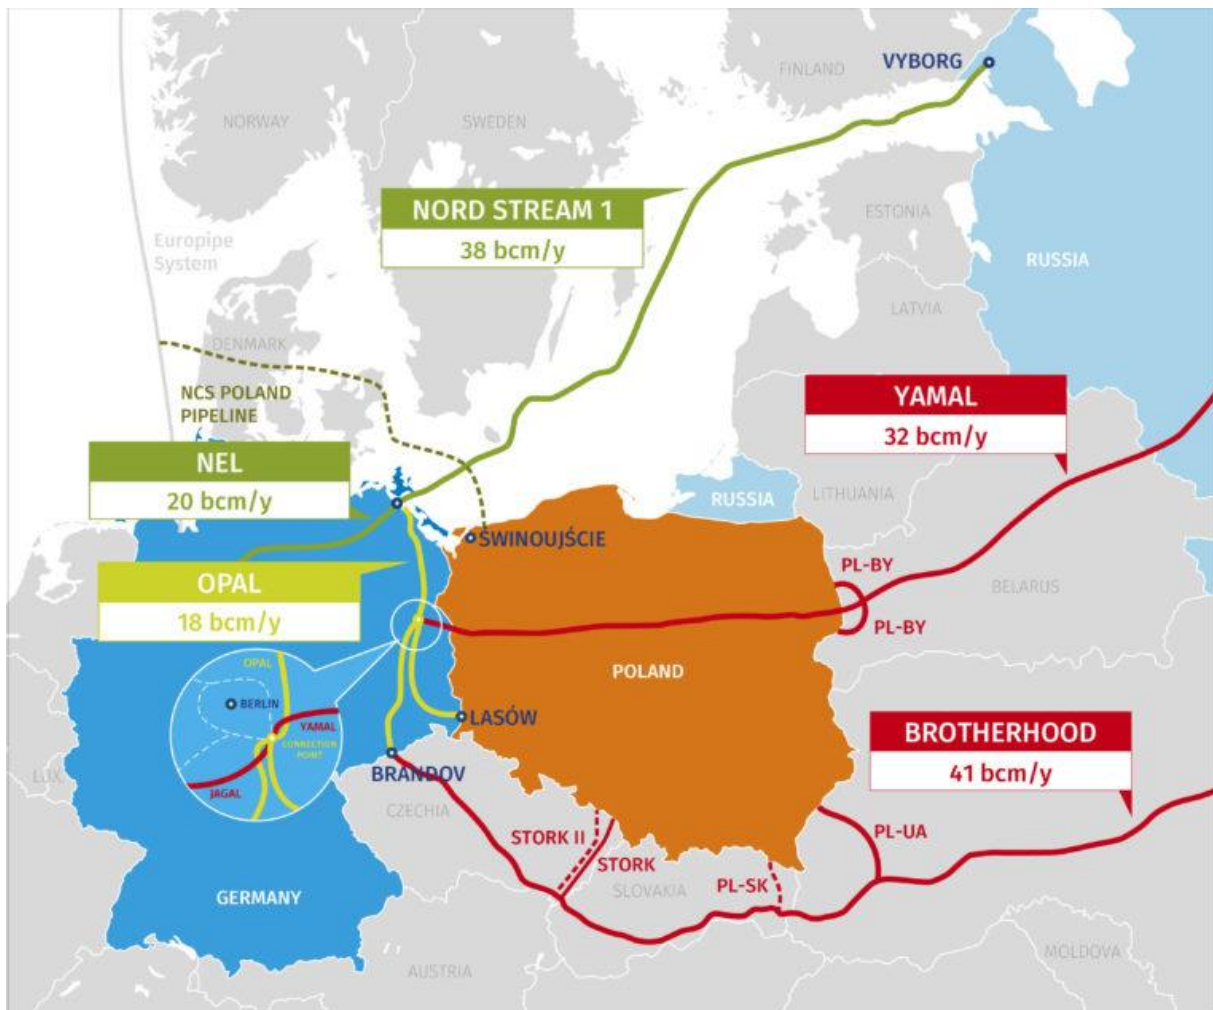 VYBORG
FINLAND
NORWAY
SWEDEN
NORD STREAM 1
38 bcm/y
ESTONIA
Europipe
System
RUSSIA
LATVIA
DENMARK
NCS POLAND
PIPELINE
YAMAL
32 bcm/y
NEL
20 bcm/y
RUSSIA
LITHUANIA
ŚWINOUJŚCIE
OPAL
18 bcm/y
PL-BY
BELARUS
PL-BY
OPAL
POLAND
BERLIN
YAMAL
CONNECTION
POINT
LASÓW
JAGAL
BROTHERHOOD
41 bcm/y
LUX
BRANDOV
CZECHIA
STORK II
STORK
PL-UA
PL-SK
SLOVAKIA
GERMANY
MOLDOVA
AUSTRIA